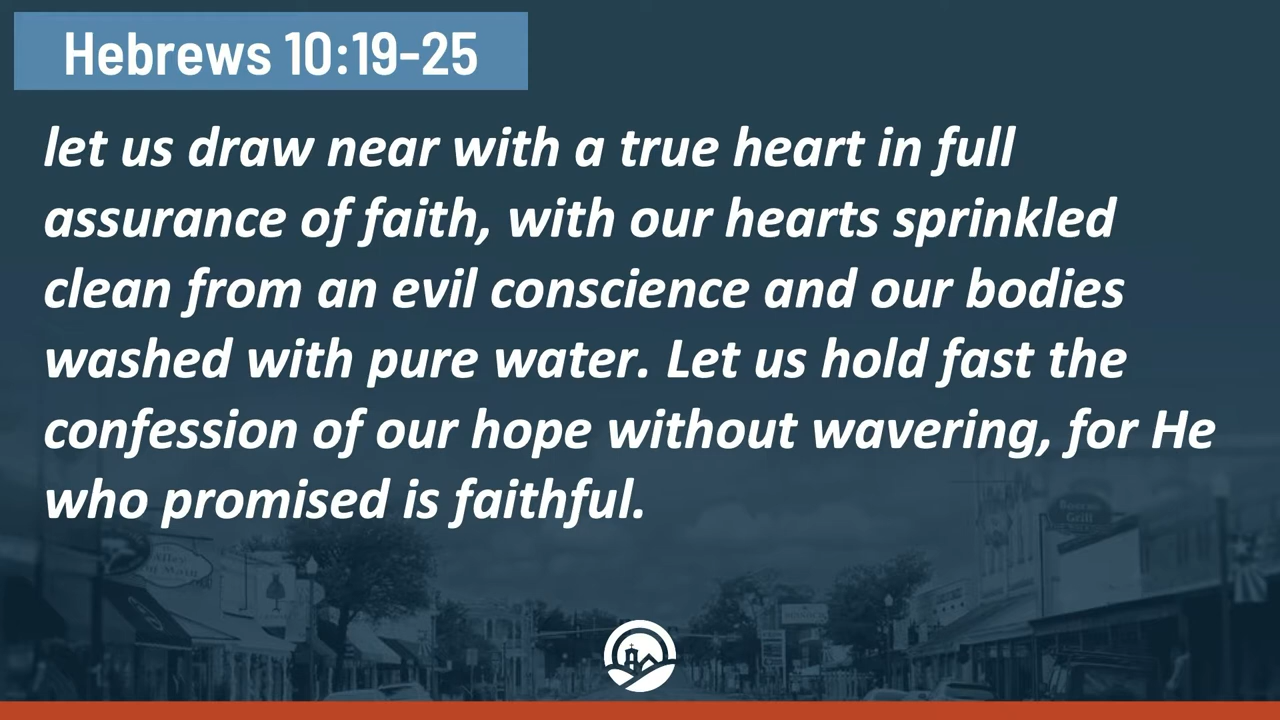 Hebrews 10:19-25
let us draw near with a true heart in full
assurance of faith, with our hearts sprinkled
clean from an evil conscience and our bodies
washed with pure water. Let us hold fast the
confession of our hope without wavering, for He
who promised is faithful.
Grill